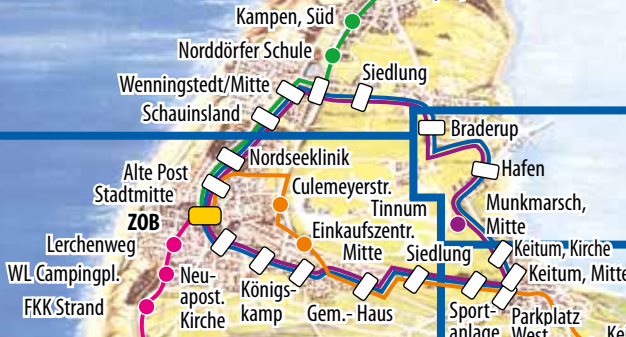 Kampen, Süd
Norddörfer Schule
Wenningstedt/Mitte
Siedlung
Schauinsland
Braderup
Nordseeklinik
Hafen
Alte Post
Stadtmitte
Culemeyerstr.
Tinnum
Munkmarsch,
Mitte
ZOB
Einkaufszentr.
Mitte
Lerchenweg
Siedlung
Keitum, Kirche
WL Campingpl.
Neu-
apost.
Kirche
Keitum, Mitte
FKK Strand
Königs-
kamp
Gem.- Haus
Sport-
anlage
Parkplatz
West